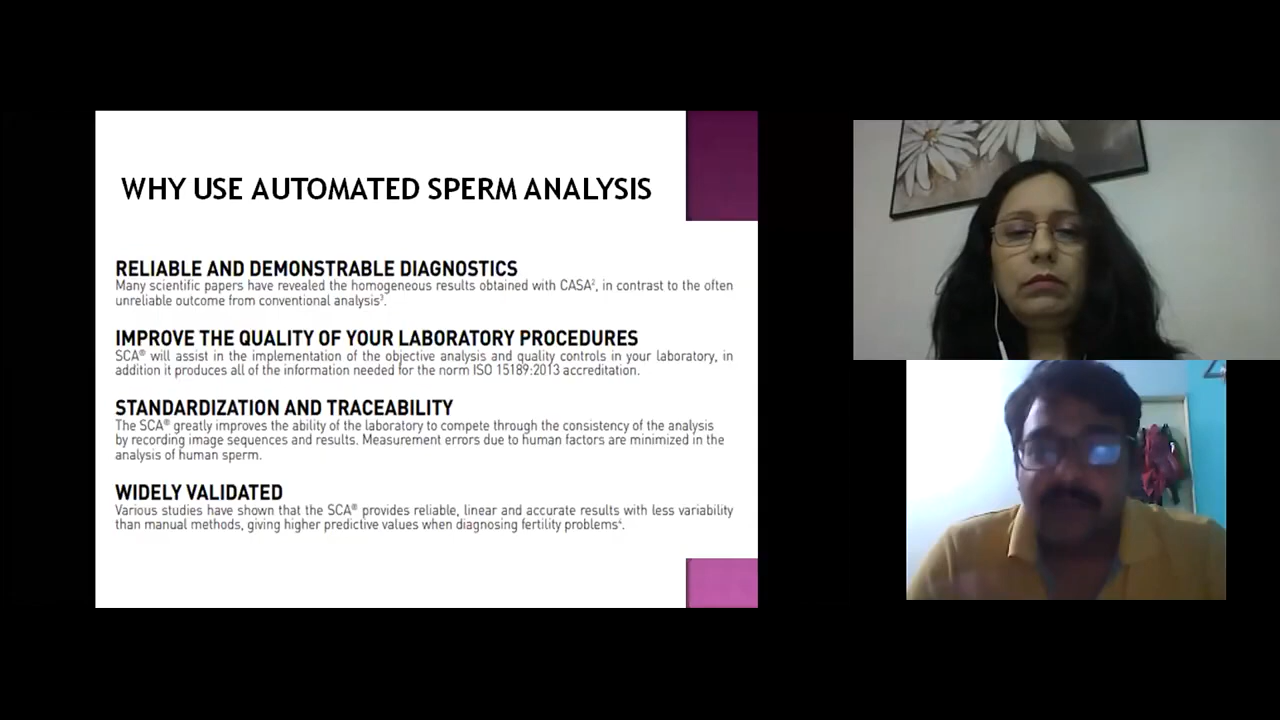 WHY USE AUTOMATED SPERM ANALYSIS
RELIABLE AND DEMONSTRABLE DIAGNOSTICS
Many scientific papers have revealed the homogeneous results obtained with CASA², in contrast to the often
unreliable outcome from conventional analysis³.
IMPROVE THE QUALITY OF YOUR LABORATORY PROCEDURES
SCA® will assist in the implementation of the objective analysis and quality controls in your laboratory, in
addition it produces all of the information needed for the norm ISO 15189:2013 accreditation.
STANDARDIZATION AND TRACEABILITY
The SCA® greatly improves the ability of the laboratory to compete through the consistency of the analysis
by recording image sequences and results. Measurement errors due to human factors are minimized in the
analysis of human sperm.
WIDELY VALIDATED
Various studies have shown that the SCA® provides reliable, linear and accurate results with less variability
than manual methods, giving higher predictive values when diagnosing fertility problems⁴.